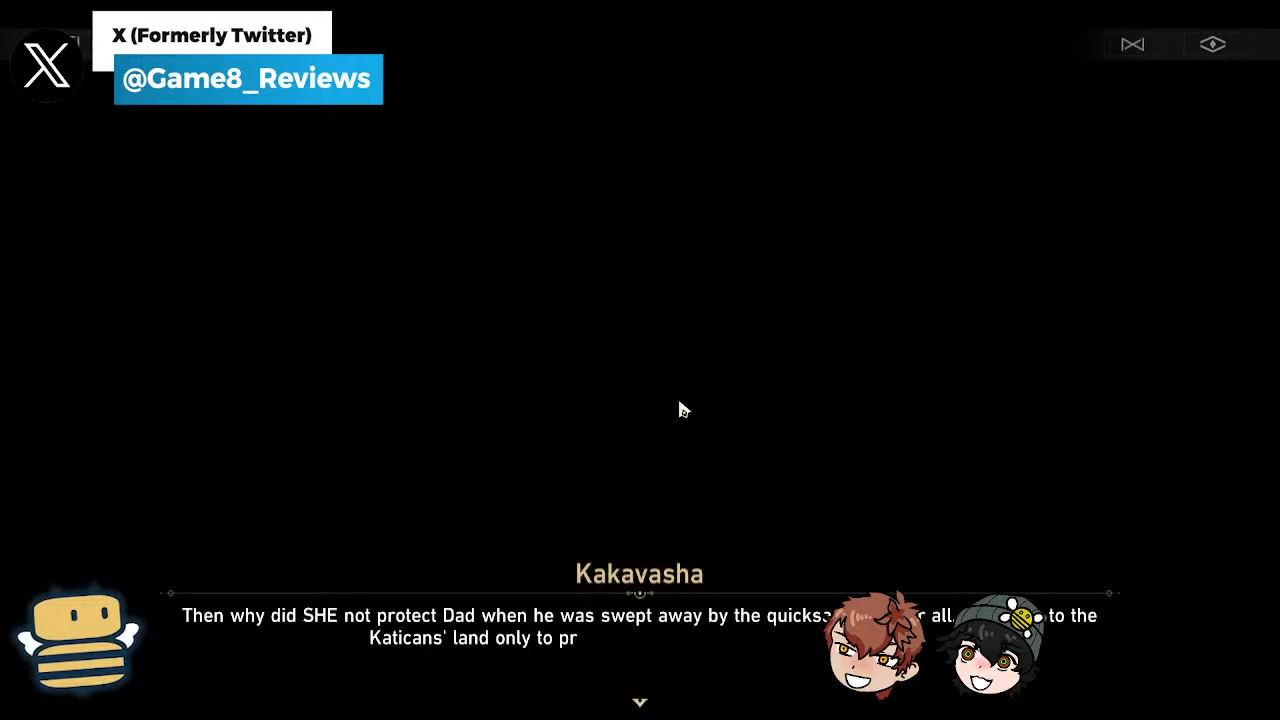 X (Formerly Twitter)
@Game8_Reviews
Kakavasha
Then why did SHE not protect Dad when he was swept away by the quicks all. to the
Katicans' land only to pr